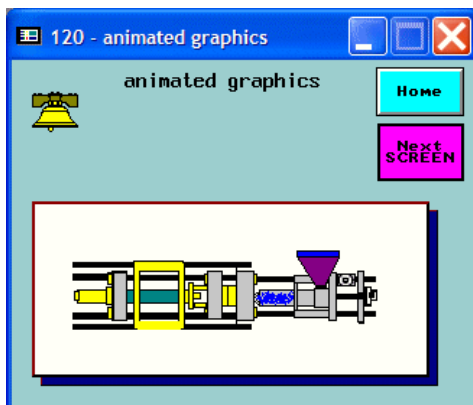 120 - animated graphics
animated graphics
Home
Next
SCREEN